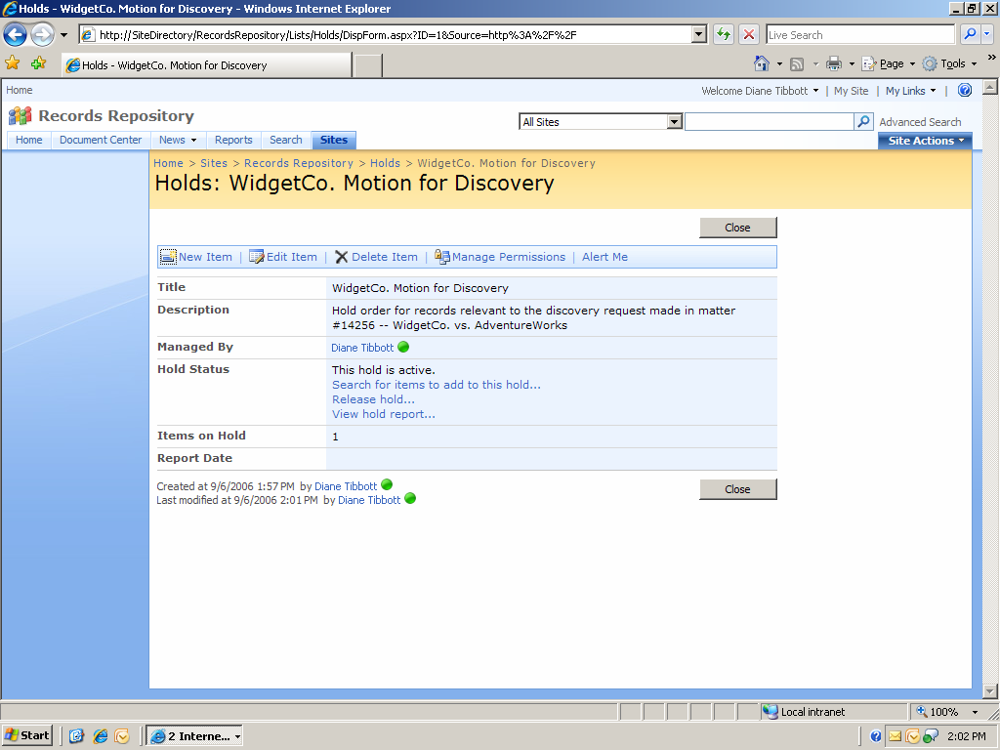 Holds - WidgetCo. Motion for Discovery - Windows Internet Explorer
http://SiteDirectory/RecordsRepository/Lists/Holds/DispForm.aspx?ID=1&Source=http%3A%2F%2F
Live Search
Holds - WidgetCo. Motion for Discovery
Page
Tools
Home
Welcome Diane Tibbott | My Site | My Links |
Records Repository
All Sites
Advanced Search
Home Document Center News Reports Search Sites
Site Actions
Home > Sites > Records Repository > Holds > WidgetCo. Motion for Discovery
Holds: WidgetCo. Motion for Discovery
Close
New Item | Edit Item | Delete Item | Manage Permissions | Alert Me
Title WidgetCo. Motion for Discovery
Description Hold order for records relevant to the discovery request made in matter
#14256 -- WidgetCo. vs. AdventureWorks
Managed By Diane Tibbott
Hold Status This hold is active.
Search for items to add to this hold...
Release hold...
View hold report...
Items on Hold 1
Report Date
Created at 9/6/2006 1:57 PM by Diane Tibbott
Last modified at 9/6/2006 2:01 PM by Diane Tibbott
Close
Local intranet
100%
Start
2 Interne...
2:02 PM